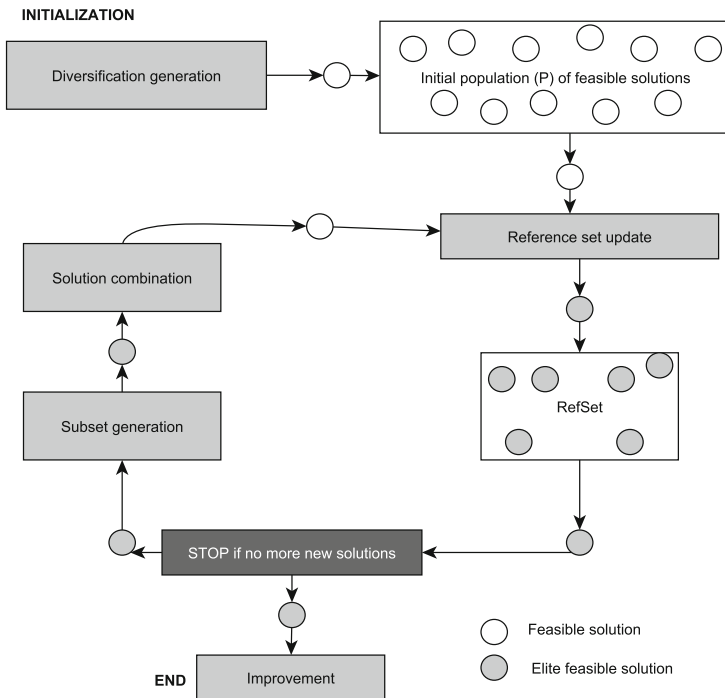 INITIALIZATION
Diversification generation
Initial population (P) of feasible solutions
Reference set update
Solution combination
RefSet
Subset generation
STOP if no more new solutions
Feasible solution
Elite feasible solution
END
Improvement